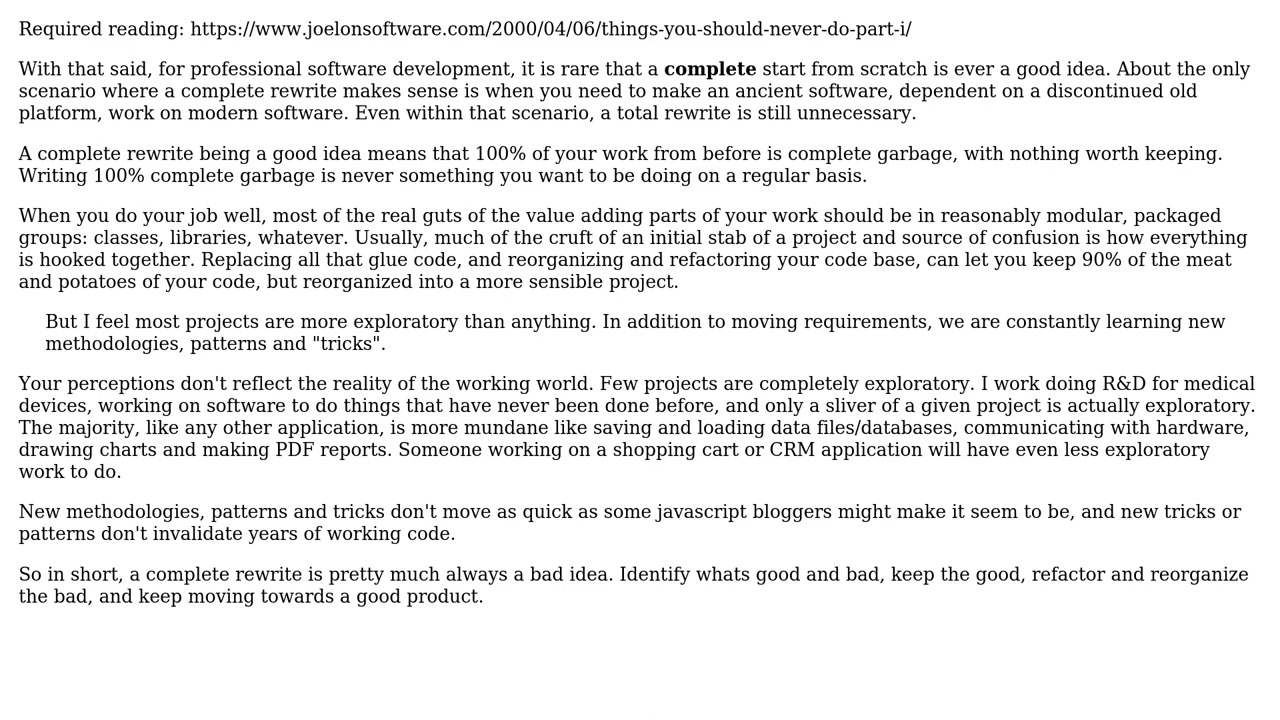 Required reading: https://www.joelonsoftware.com/2000/04/06/things-you-should-never-do-part-i/
With that said, for professional software development, it is rare that a complete start from scratch is ever a good idea. About the only
scenario where a complete rewrite makes sense is when you need to make an ancient software, dependent on a discontinued old
platform, work on modern software. Even within that scenario, a total rewrite is still unnecessary.
A complete rewrite being a good idea means that 100% of your work from before is complete garbage, with nothing worth keeping.
Writing 100% complete garbage is never something you want to be doing on a regular basis.
When you do your job well, most of the real guts of the value adding parts of your work should be in reasonably modular, packaged
groups: classes, libraries, whatever. Usually, much of the cruft of an initial stab of a project and source of confusion is how everything
is hooked together. Replacing all that glue code, and reorganizing and refactoring your code base, can let you keep 90% of the meat
and potatoes of your code, but reorganized into a more sensible project.
But I feel most projects are more exploratory than anything. In addition to moving requirements, we are constantly learning new
methodologies, patterns and "tricks".
Your perceptions don't reflect the reality of the working world. Few projects are completely exploratory. I work doing R&D for medical
devices, working on software to do things that have never been done before, and only a sliver of a given project is actually exploratory.
The majority, like any other application, is more mundane like saving and loading data files/databases, communicating with hardware,
drawing charts and making PDF reports. Someone working on a shopping cart or CRM application will have even less exploratory
work to do.
New methodologies, patterns and tricks don't move as quick as some javascript bloggers might make it seem to be, and new tricks or
patterns don't invalidate years of working code.
So in short, a complete rewrite is pretty much always a bad idea. Identify whats good and bad, keep the good, refactor and reorganize
the bad, and keep moving towards a good product.